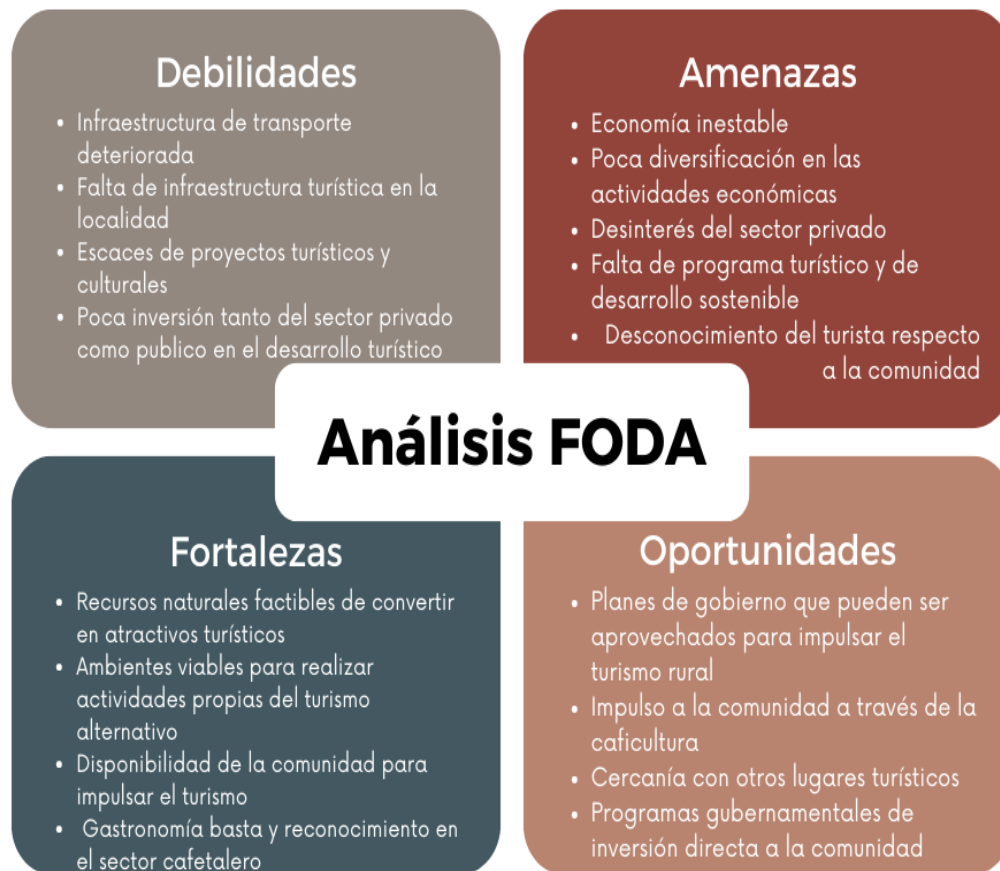 Debilidades
• Infraestructura de transporte
deteriorada
• Falta de infraestructura turística en la
localidad
• Escaces de proyectos turísticos y
culturales
• Poca inversión tanto del sector privado
como publico en el desarrollo turístico
Amenazas
• Economía inestable
• Poca diversificación en las
actividades económicas
• Desinterés del sector privado
• Falta de programa turístico y de
desarrollo sostenible
• Desconocimiento del turista respecto
a la comunidad
Análisis FODA
Fortalezas
• Recursos naturales factibles de convertir
en atractivos turísticos
• Ambientes viables para realizar
actividades propias del turismo
alternativo
• Disponibilidad de la comunidad para
impulsar el turismo
• Gastronomía basta y reconocimiento en
el sector cafetalero
Oportunidades
• Planes de gobierno que pueden ser
aprovechados para impulsar el
turismo rural
• Impulso a la comunidad a través de la
caficultura
• Cercanía con otros lugares turísticos
• Programas gubernamentales de
inversión directa a la comunidad